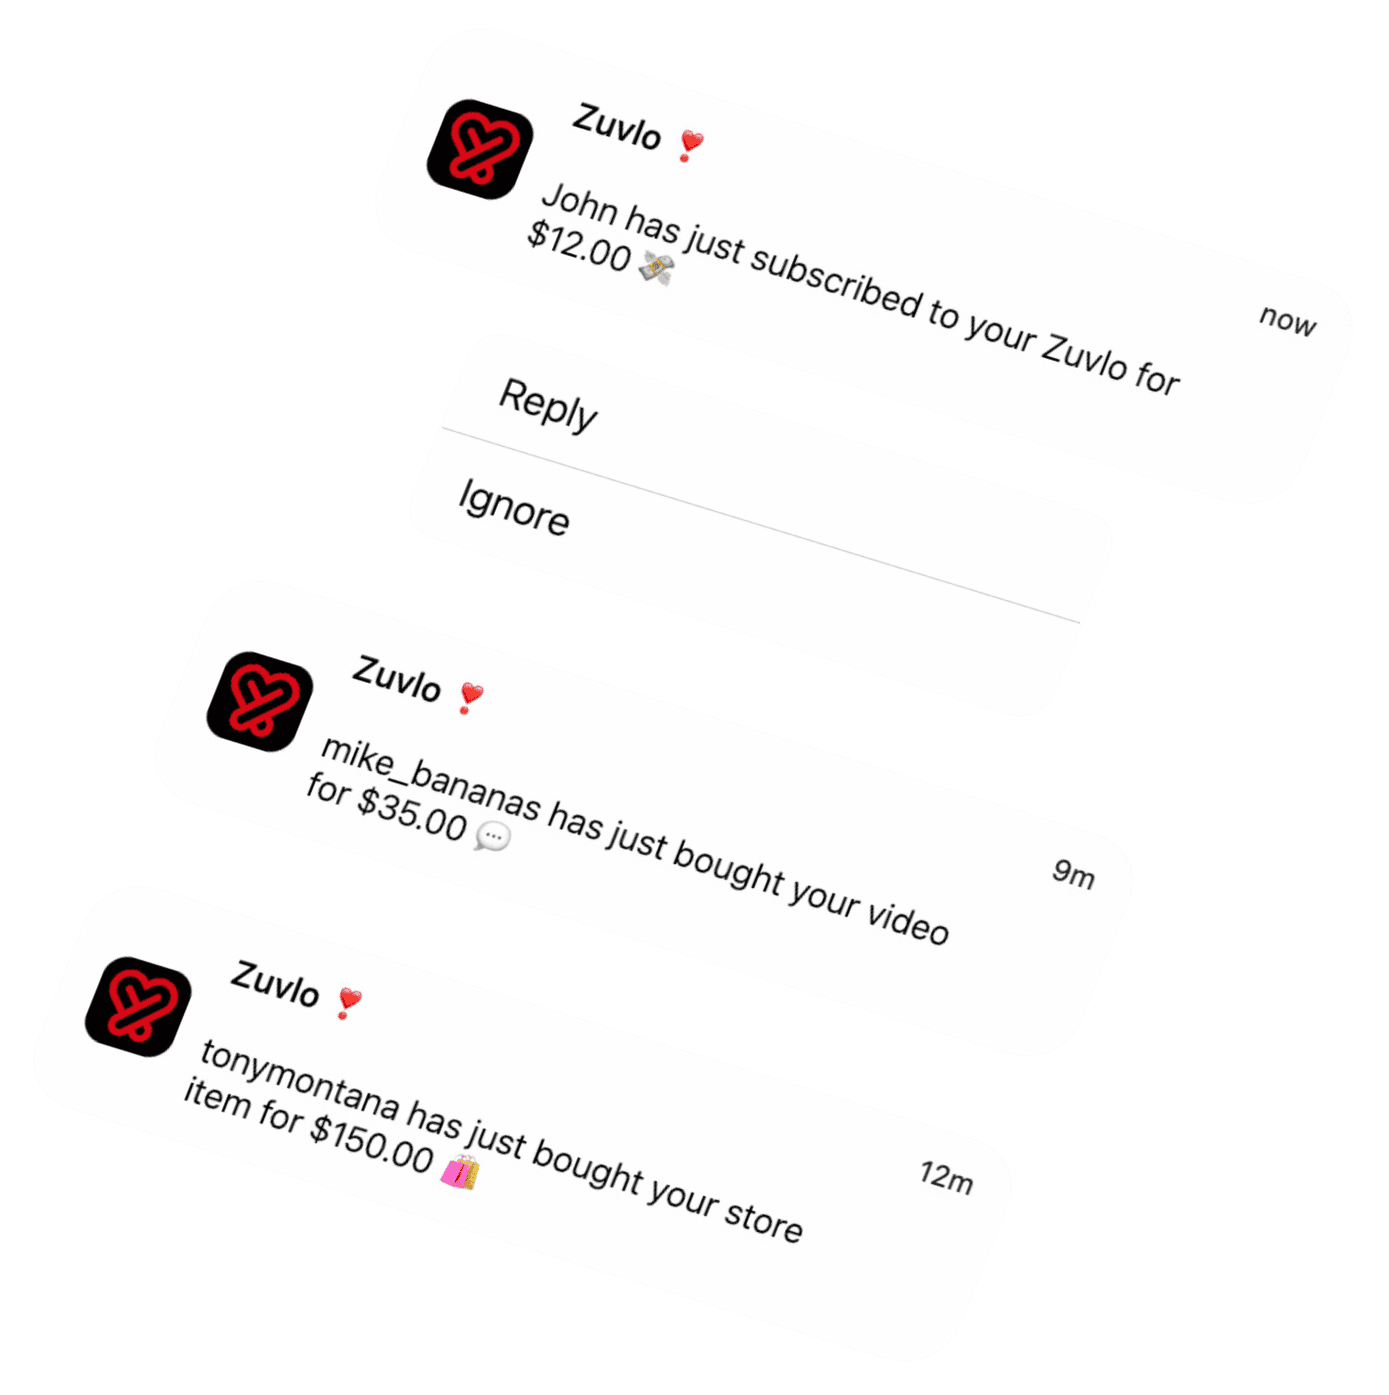 Zuvlo ❣️
now
John has just subscribed to your Zuvlo for
$12.00 💸
Reply
Ignore
Zuvlo ❣️
9m
mike_bananas has just bought your video
for $35.00 💬
Zuvlo ❣️
12m
tonymontana has just bought your store
item for $150.00 🛍️